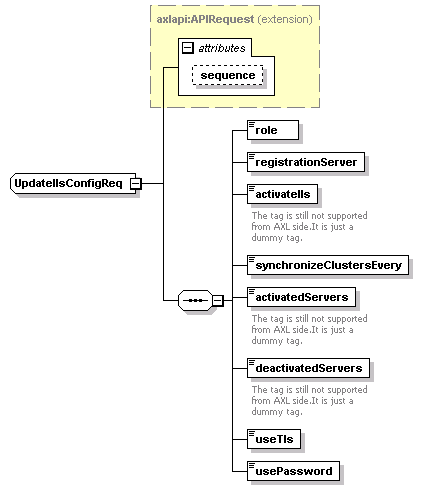 axlapi:APIRequest (extension)
attributes
sequence
UpdateIlsConfigReq
role
registrationServer
activateIls
The tag is still not supported
from AXL side.It is just a
dummy tag.
synchronizeClustersEvery
activatedServers
The tag is still not supported
from AXL side.It is just a
dummy tag.
deactivatedServers
The tag is still not supported
from AXL side.It is just a
dummy tag.
useTls
usePassword